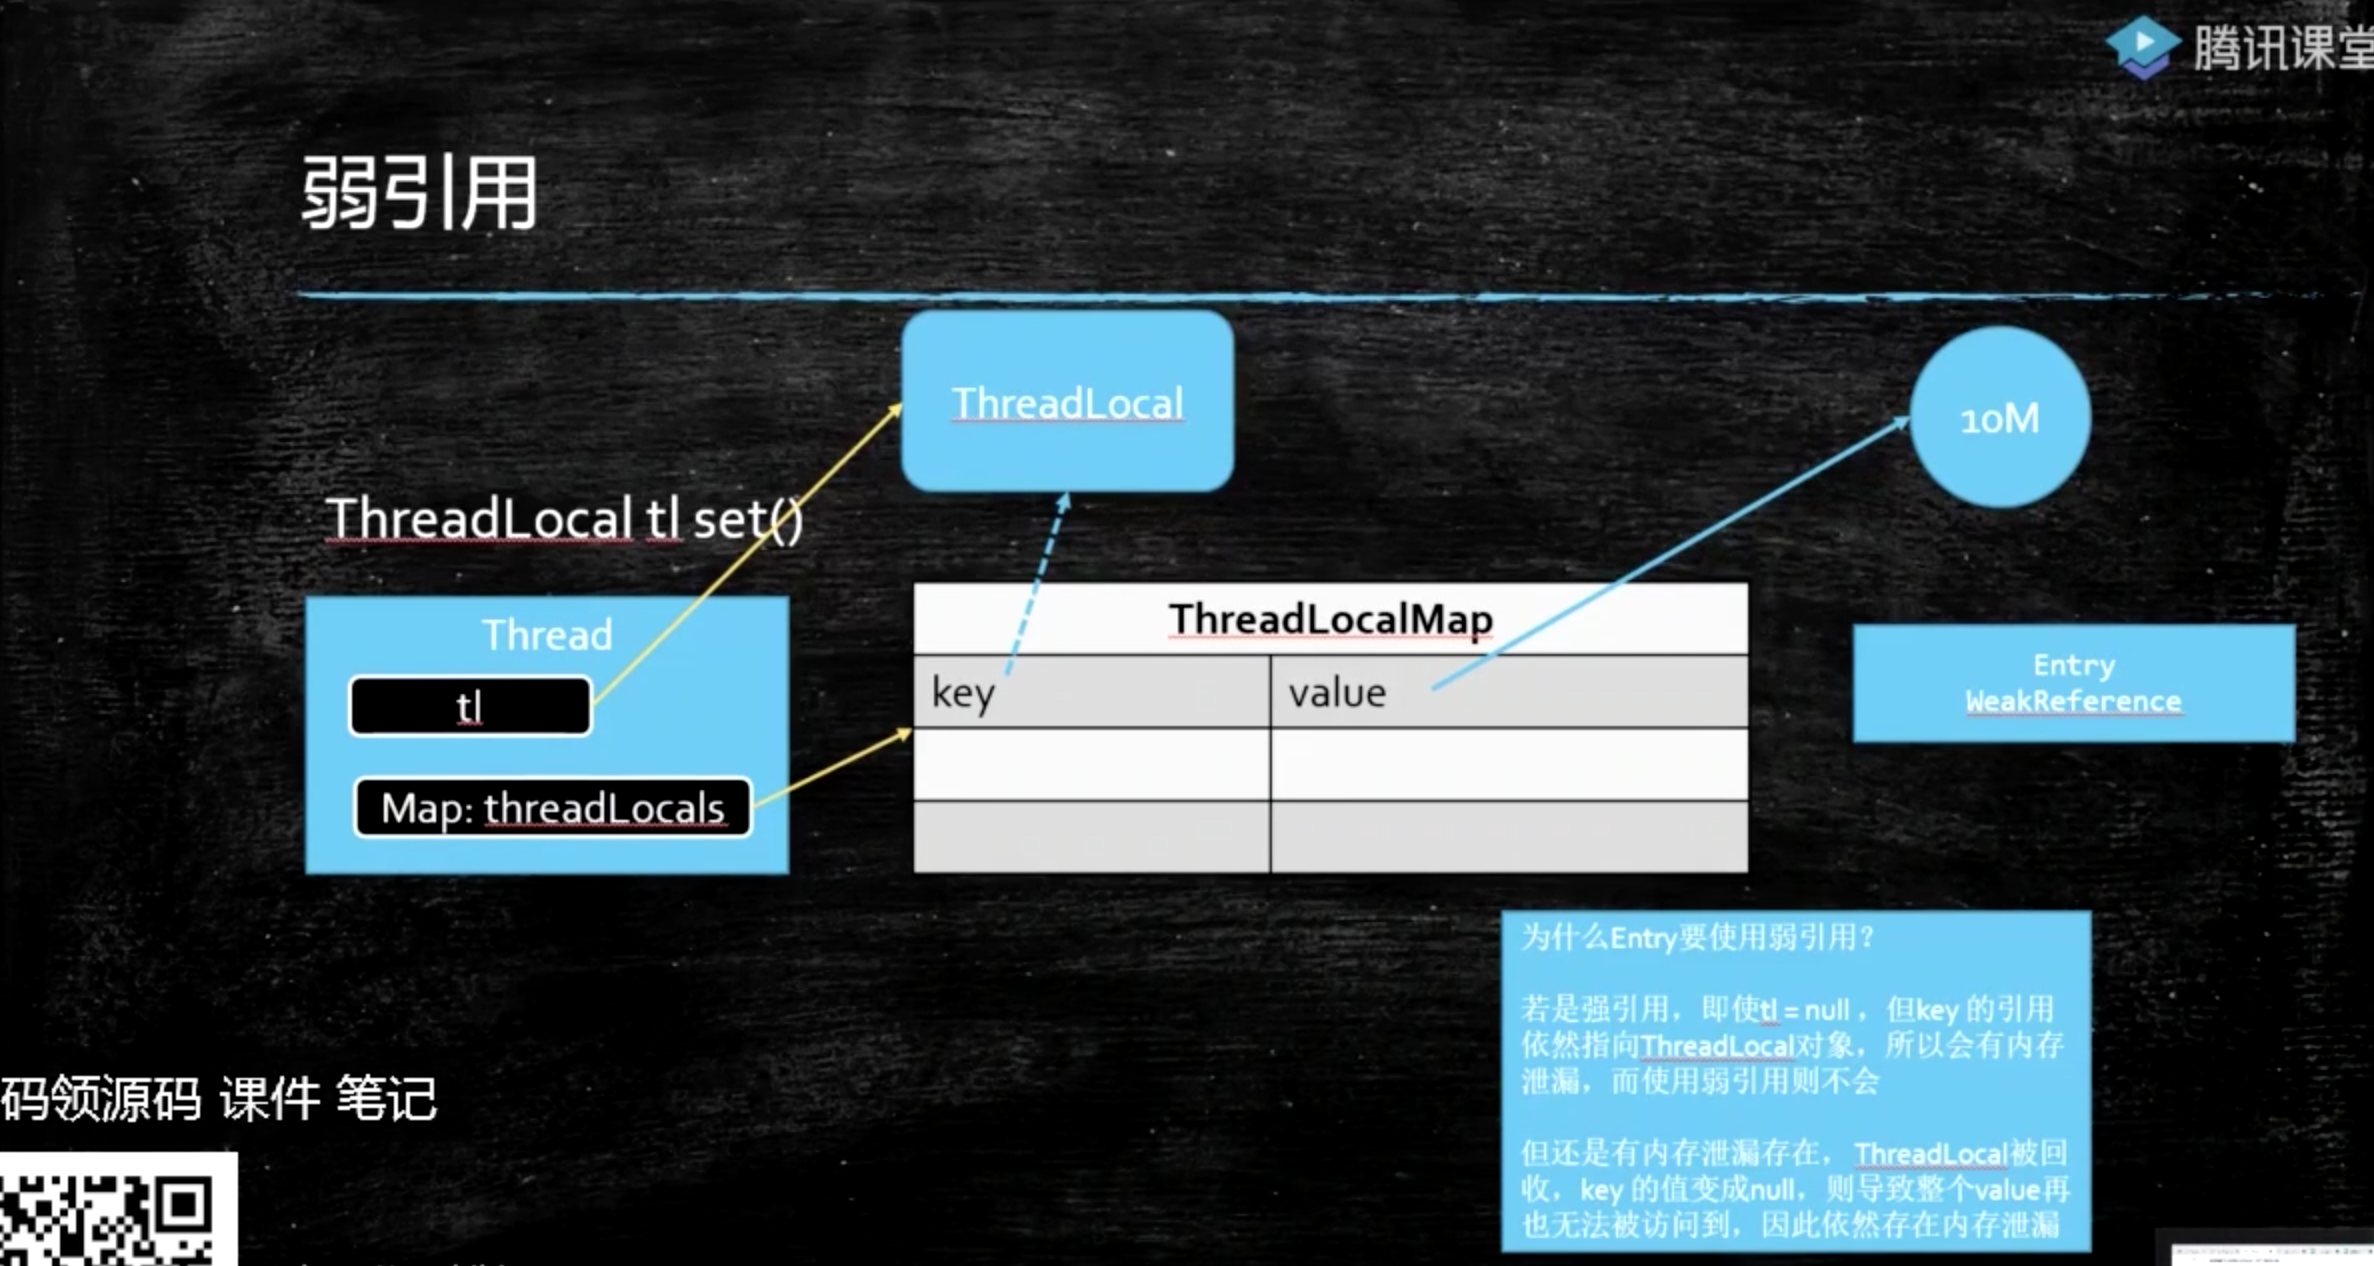 腾讯课堂
弱引用
ThreadLocal
10M
ThreadLocal tl set()
Thread
tl
Map: threadLocals
ThreadLocalMap
key
value
Entry
WeakReference
为什么Entry要使用弱引用?
若是强引用，即使tl = null，但key 的引用
依然指向ThreadLocal对象，所以会有内存
泄漏，而使用弱引用则不会
但还是有内存泄漏存在， ThreadLocal被回
收，key 的值变成null，则导致整个value再
也无法被访问到，因此依然存在内存泄漏
码领源码 课件 笔记